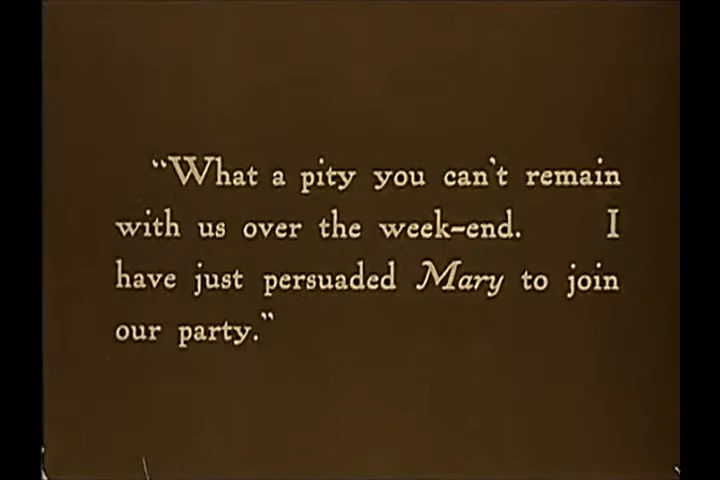 “What a pity you can't remain
with us over the week-end. I
have just persuaded Mary to join
our party.”